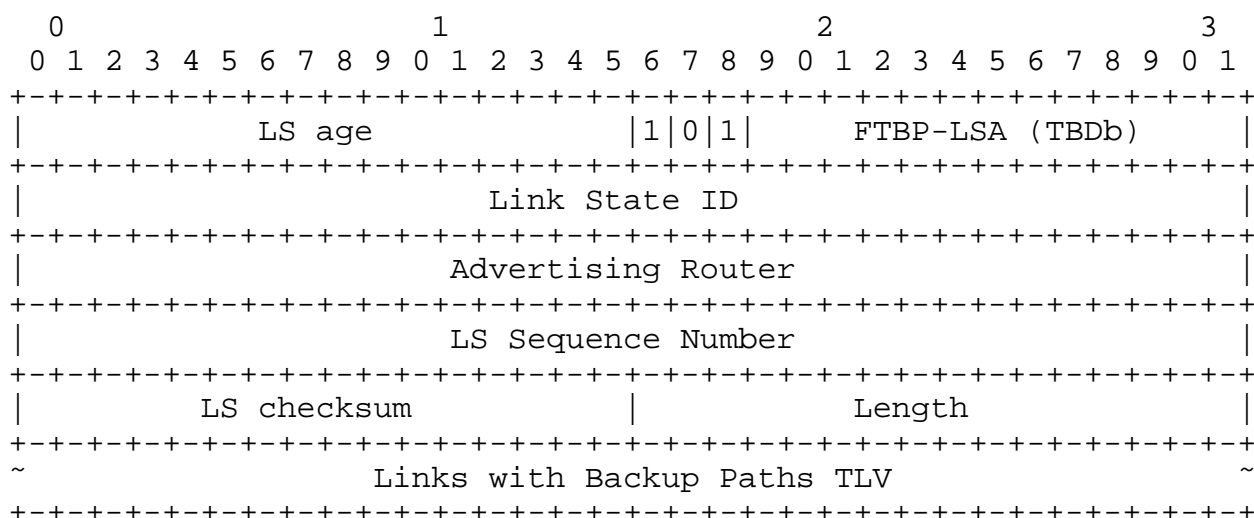 0                   1                   2                   3
 0 1 2 3 4 5 6 7 8 9 0 1 2 3 4 5 6 7 8 9 0 1 2 3 4 5 6 7 8 9 0 1
+-+-+-+-+-+-+-+-+-+-+-+-+-+-+-+-+-+-+-+-+-+-+-+-+-+-+-+-+-+-+-+-+
|            LS age             |1|0|1|     FTBP-LSA (TBDb)     |
+-+-+-+-+-+-+-+-+-+-+-+-+-+-+-+-+-+-+-+-+-+-+-+-+-+-+-+-+-+-+-+-+
|                        Link State ID                          |
+-+-+-+-+-+-+-+-+-+-+-+-+-+-+-+-+-+-+-+-+-+-+-+-+-+-+-+-+-+-+-+-+
|                      Advertising Router                       |
+-+-+-+-+-+-+-+-+-+-+-+-+-+-+-+-+-+-+-+-+-+-+-+-+-+-+-+-+-+-+-+-+
|                      LS Sequence Number                       |
+-+-+-+-+-+-+-+-+-+-+-+-+-+-+-+-+-+-+-+-+-+-+-+-+-+-+-+-+-+-+-+-+
|         LS checksum           |           Length              |
+-+-+-+-+-+-+-+-+-+-+-+-+-+-+-+-+-+-+-+-+-+-+-+-+-+-+-+-+-+-+-+-+
~                  Links with Backup Paths TLV                  ~
+-+-+-+-+-+-+-+-+-+-+-+-+-+-+-+-+-+-+-+-+-+-+-+-+-+-+-+-+-+-+-+-+